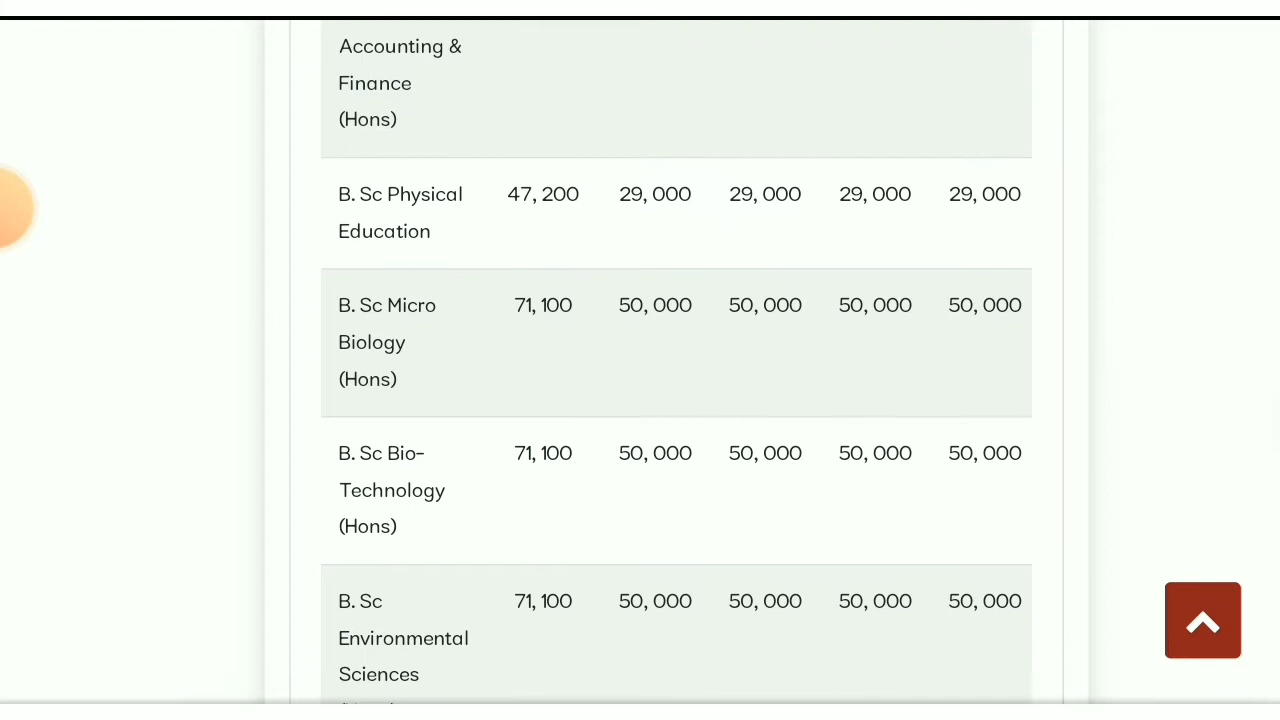 Accounting &
Finance
(Hons)
B. Sc Physical 47, 200 29, 000 29, 000 29, 000 29, 000
Education
B. Sc Micro 71, 100 50, 000 50, 000 50, 000 50, 000
Biology
(Hons)
B. Sc Bio- 71, 100 50, 000 50, 000 50, 000 50, 000
Technology
(Hons)
B. Sc 71, 100 50, 000 50, 000 50, 000 50, 000
Environmental
Sciences